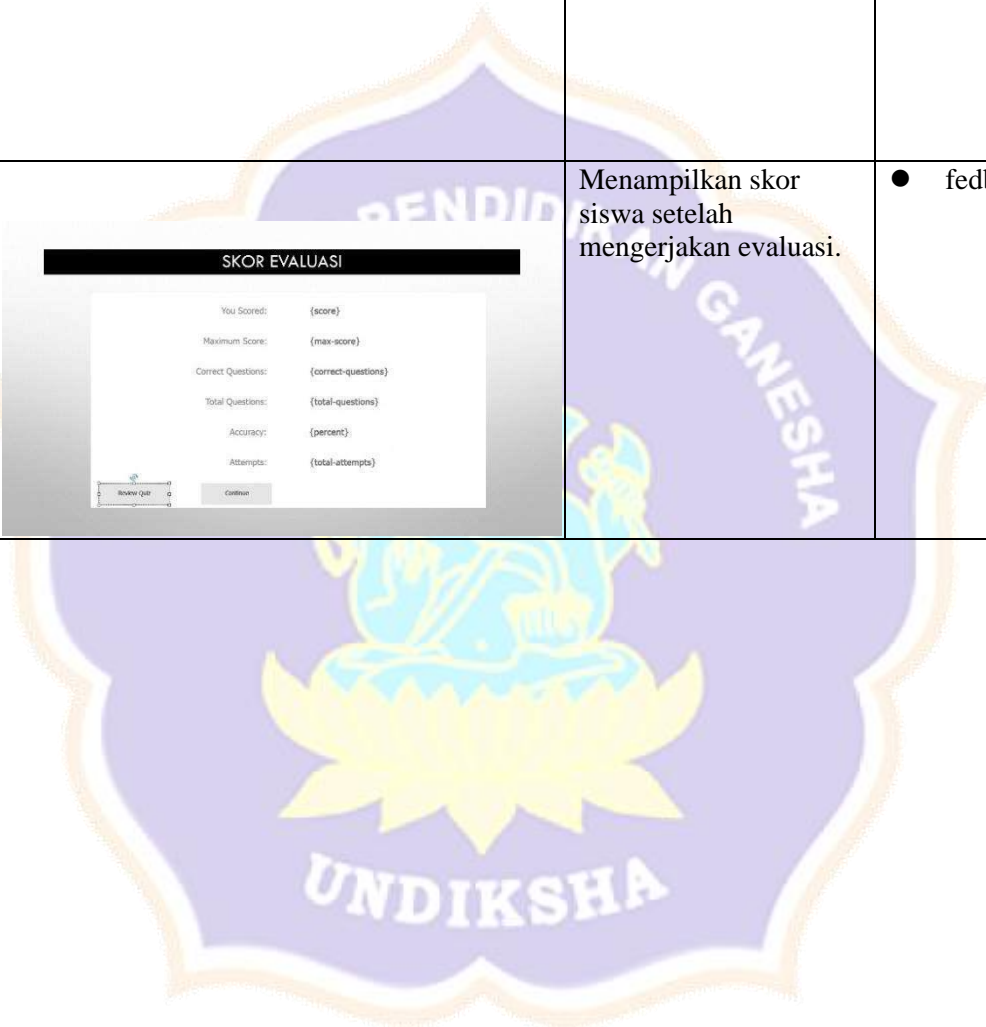 Menampilkan skor
siswa setelah
mengerjakan evaluasi.
SKOR EVALUASI
You Scored: {score}
Maximum Score: {max-score}
Correct Questions: {correct-questions}
Total Questions: {total-questions}
Accuracy: {percent}
Attempts: {total-attempts}
Review Quiz Continue
GANESHA
UNDIKSHA